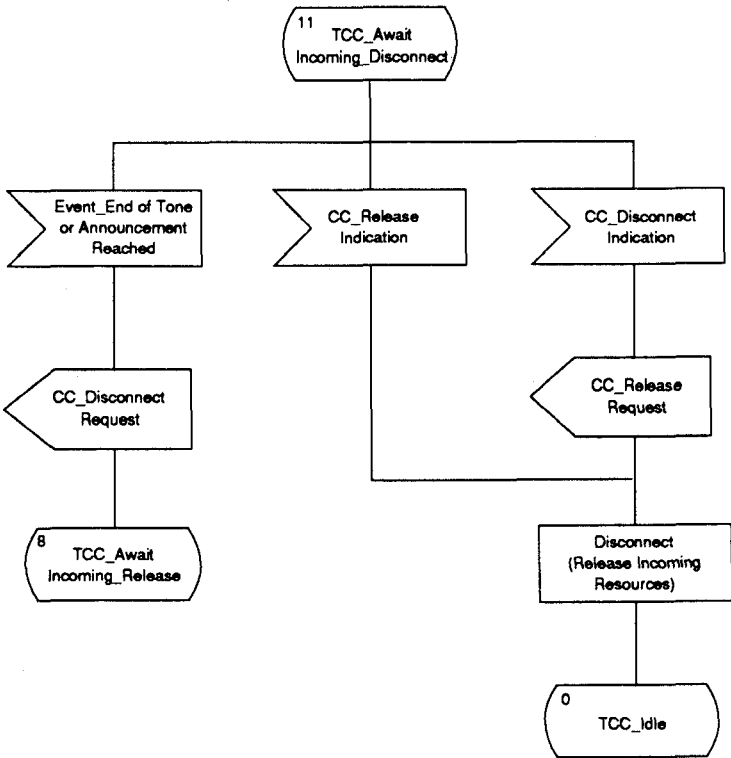 11
TCC_Await
Incoming_Disconnect
Event_End of Tone
or Announcement
Reached
CC_Release
Indication
CC_Disconnect
Indication
CC_Disconnect
Request
CC_Release
Request
8
TCC_Await
Incoming_Release
Disconnect
(Release Incoming
Resources)
0
TCC_Idle